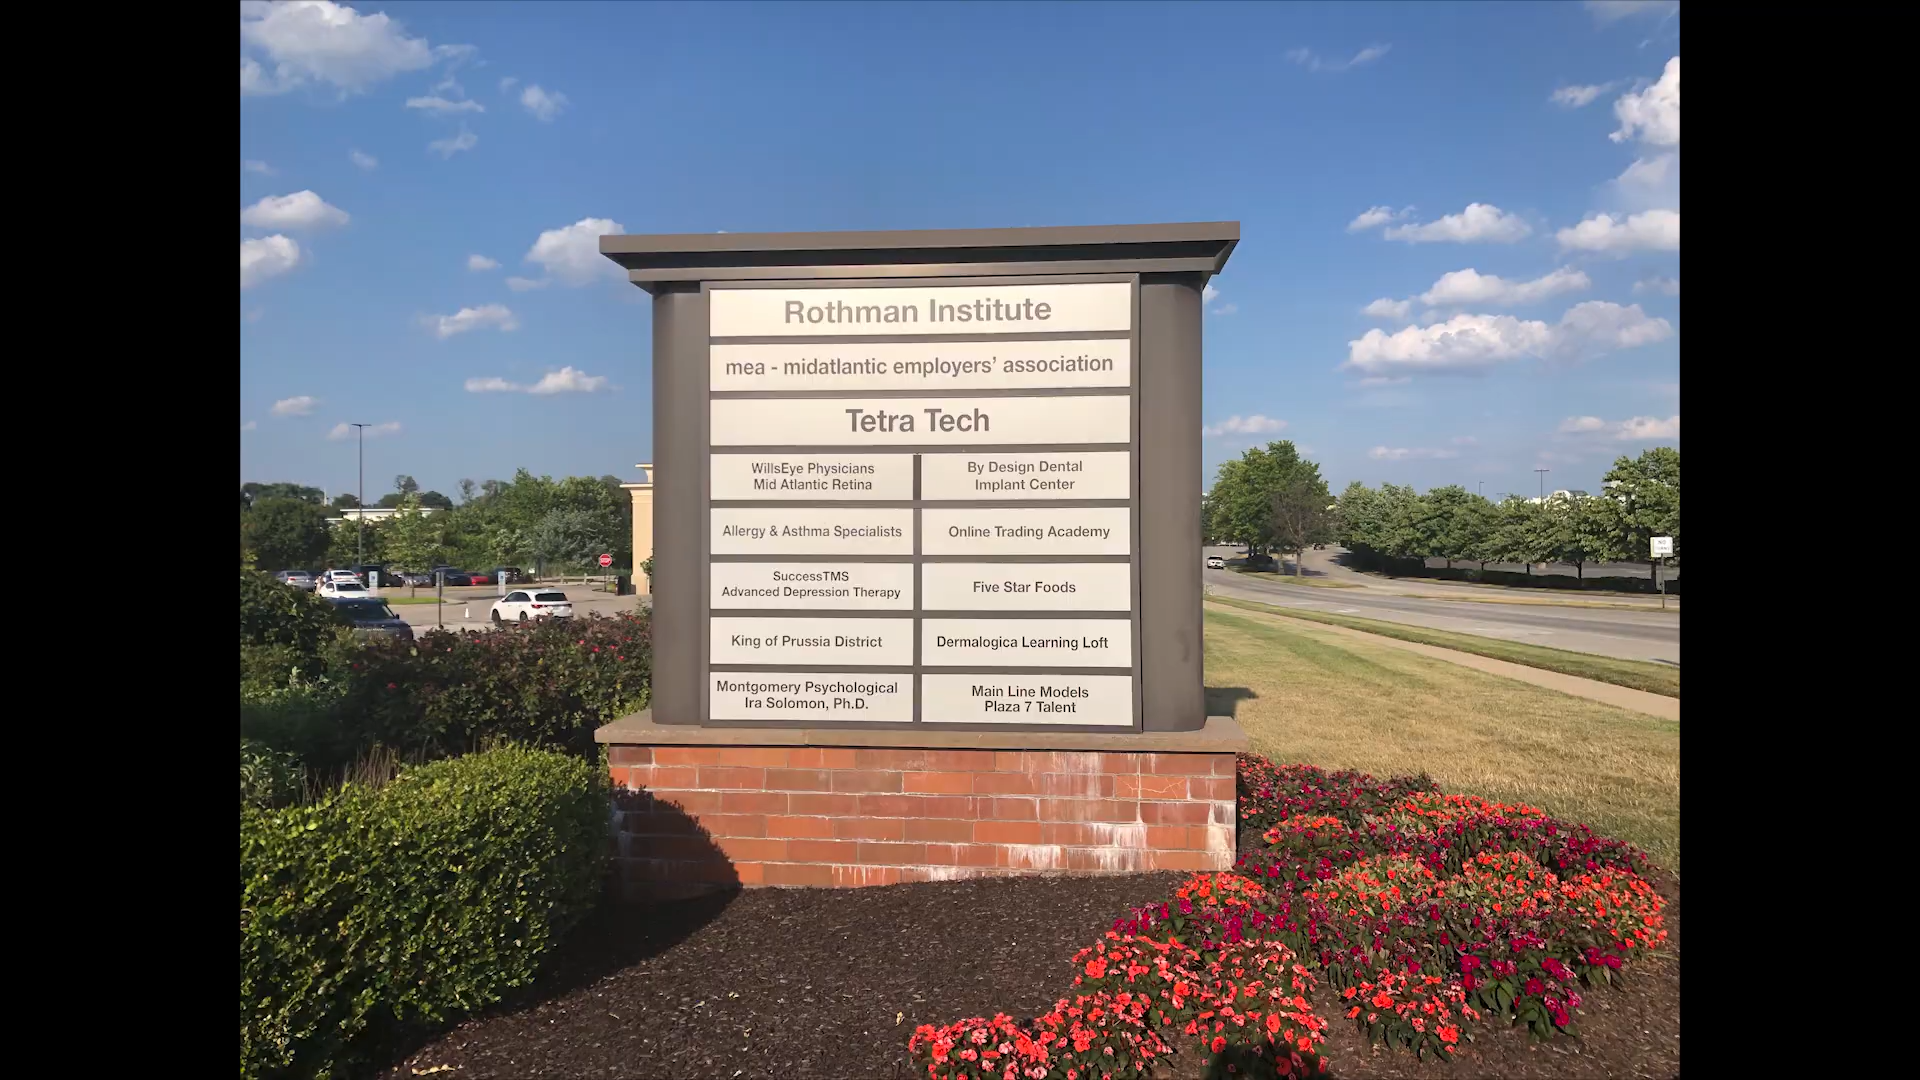 Rothman Institute
mea - midatlantic employers’ association
Tetra Tech
WillsEye Physicians
Mid Atlantic Retina
By Design Dental
Implant Center
Allergy & Asthma Specialists
Online Trading Academy
SuccessTMS
Advanced Depression Therapy
Five Star Foods
King of Prussia District
Dermalogica Learning Loft
Montgomery Psychological
Ira Solomon, Ph.D.
Main Line Models
Plaza 7 Talent
NO